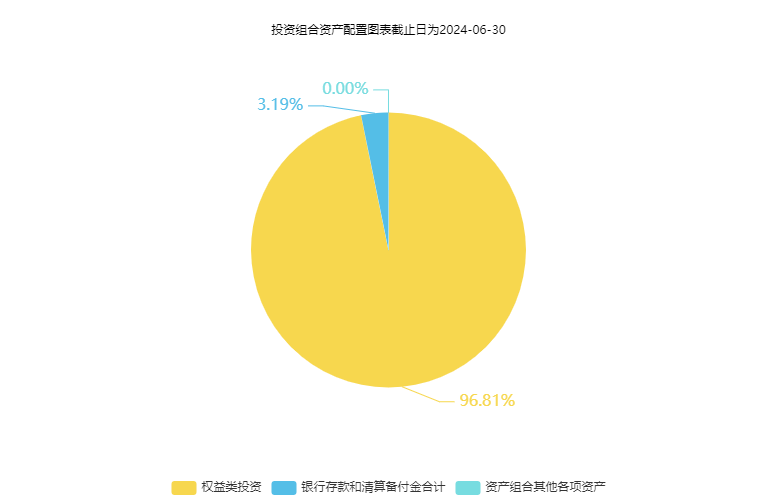 投资组合资产配置图表截止日为2024-06-30
0.00%
3.19%
96.81%
权益类投资
银行存款和清算备付金合计
资产组合其他各项资产